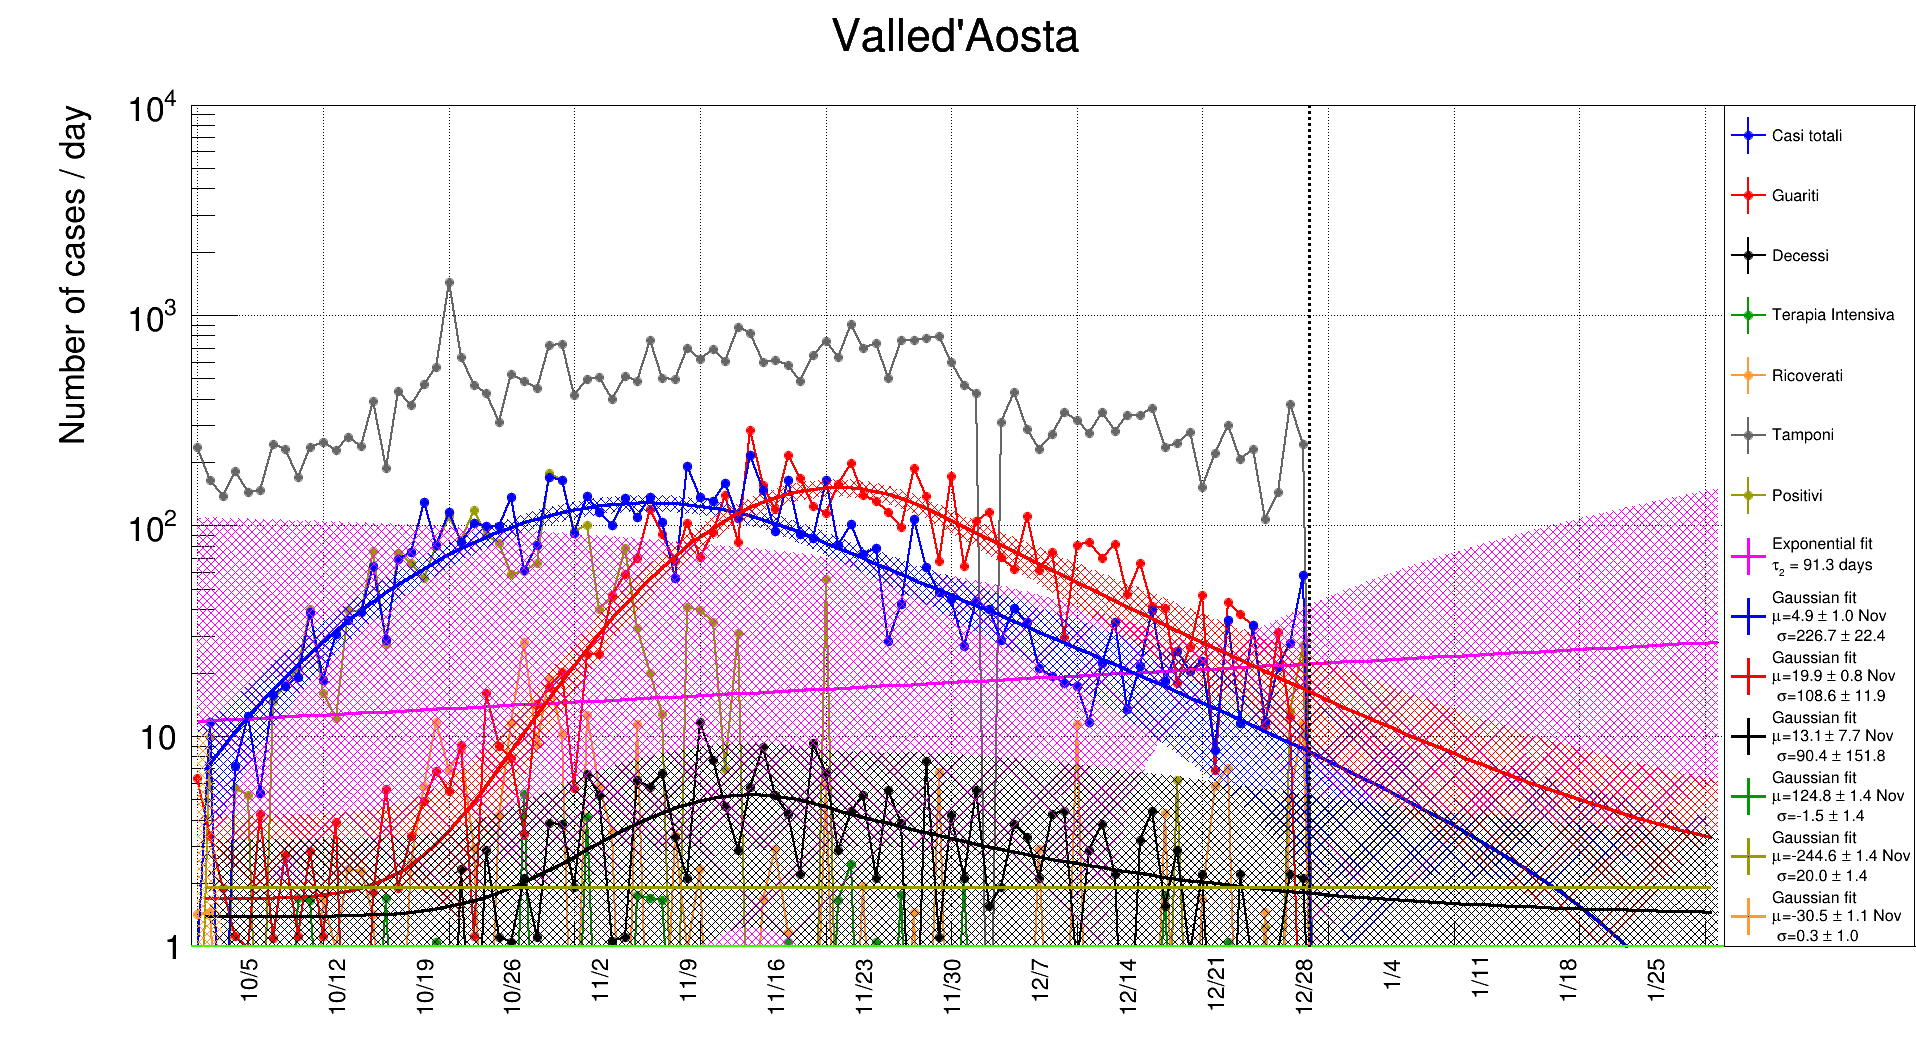 Valled'Aosta
Number of cases / day
10⁴
10³
10²
10
1
10/5
10/12
10/19
10/26
11/2
11/9
11/16
11/23
11/30
12/7
12/14
12/21
12/28
1/4
1/11
1/18
1/25
Casi totali
Guariti
Decessi
Terapia Intensiva
Ricoverati
Tamponi
Positivi
Exponential fit
τ₂ = 91.3 days
Gaussian fit
μ=4.9 ± 1.0 Nov
σ=226.7 ± 22.4
Gaussian fit
μ=19.9 ± 0.8 Nov
σ=108.6 ± 11.9
Gaussian fit
μ=13.1 ± 7.7 Nov
σ=90.4 ± 151.8
Gaussian fit
μ=124.8 ± 1.4 Nov
σ=-1.5 ± 1.4
Gaussian fit
μ=-244.6 ± 1.4 Nov
σ=20.0 ± 1.4
Gaussian fit
μ=-30.5 ± 1.1 Nov
σ=0.3 ± 1.0